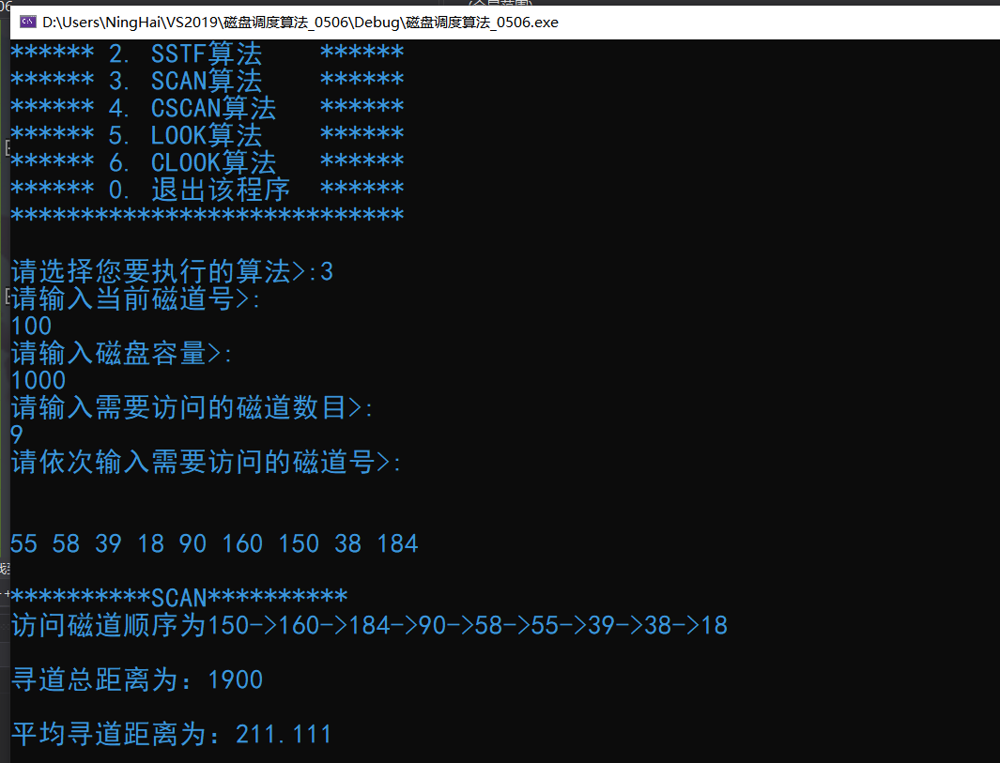 D:\Users\NingHai\VS2019\磁盘调度算法_0506\Debug\磁盘调度算法_0506.exe
****** 2. SSTF算法 ******
****** 3. SCAN算法 ******
****** 4. CSCAN算法 ******
****** 5. LOOK算法 ******
****** 6. CLOOK算法 ******
****** 0. 退出该程序 ******
****************************
请选择您要执行的算法>:3
请输入当前磁道号>:
100
请输入磁盘容量>:
1000
请输入需要访问的磁道数目>:
9
请依次输入需要访问的磁道号>:
55 58 39 18 90 160 150 38 184
**********SCAN**********
访问磁道顺序为150->160->184->90->58->55->39->38->18
寻道总距离为：1900
平均寻道距离为：211.111